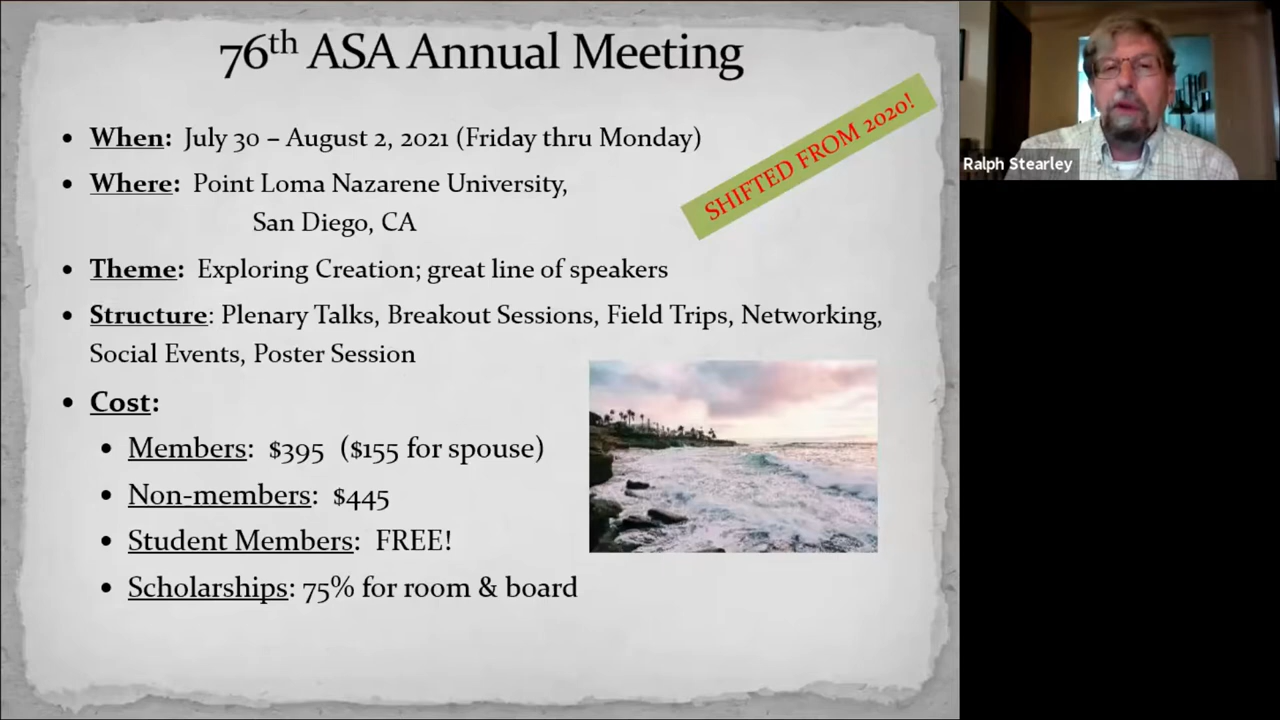 76th ASA Annual Meeting
SHIFTED FROM 2020!
• When: July 30 – August 2, 2021 (Friday thru Monday)
• Where: Point Loma Nazarene University,
San Diego, CA
• Theme: Exploring Creation; great line of speakers
• Structure: Plenary Talks, Breakout Sessions, Field Trips, Networking,
Social Events, Poster Session
• Cost:
• Members: $395 ($155 for spouse)
• Non-members: $445
• Student Members: FREE!
• Scholarships: 75% for room & board
Ralph Stearley